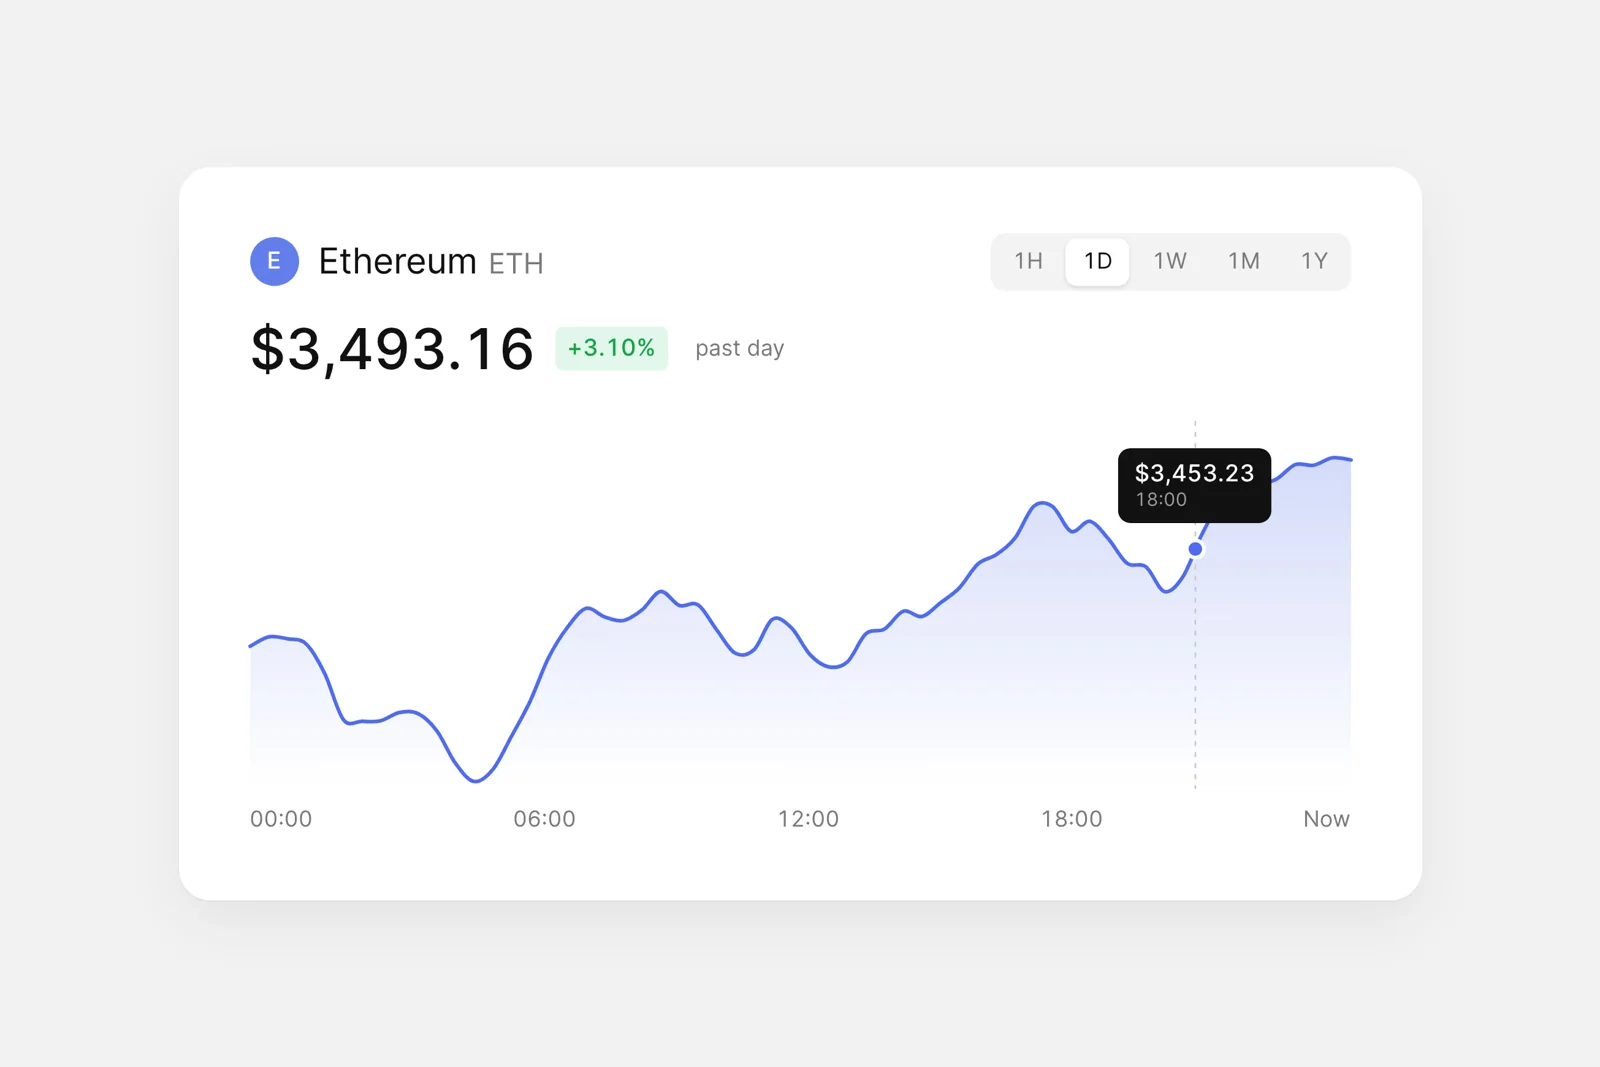 E
Ethereum ETH
1H 1D 1W 1M 1Y
$3,493.16 +3.10% past day
$3,453.23
18:00
00:00 06:00 12:00 18:00 Now